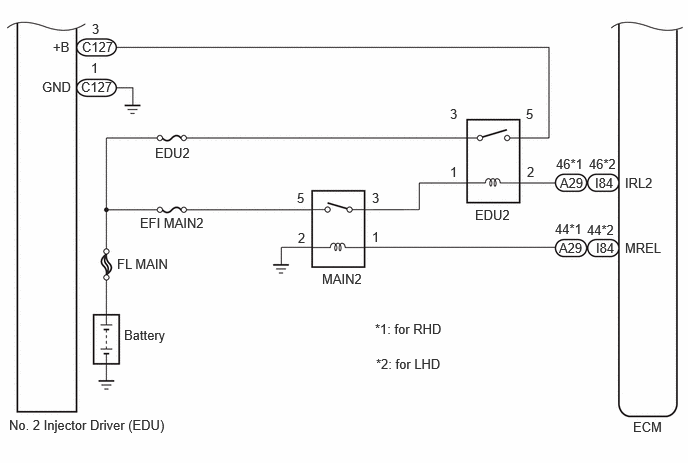 3
+B C127
1
GND C127
3 5
EDU2
46*1 46*2
1 2 A29 I84 IRL2
5 3 EDU2
EFI MAIN2
44*1 44*2
2 1 A29 I84 MREL
FL MAIN
MAIN2
*1: for RHD
Battery
*2: for LHD
No. 2 Injector Driver (EDU)
ECM